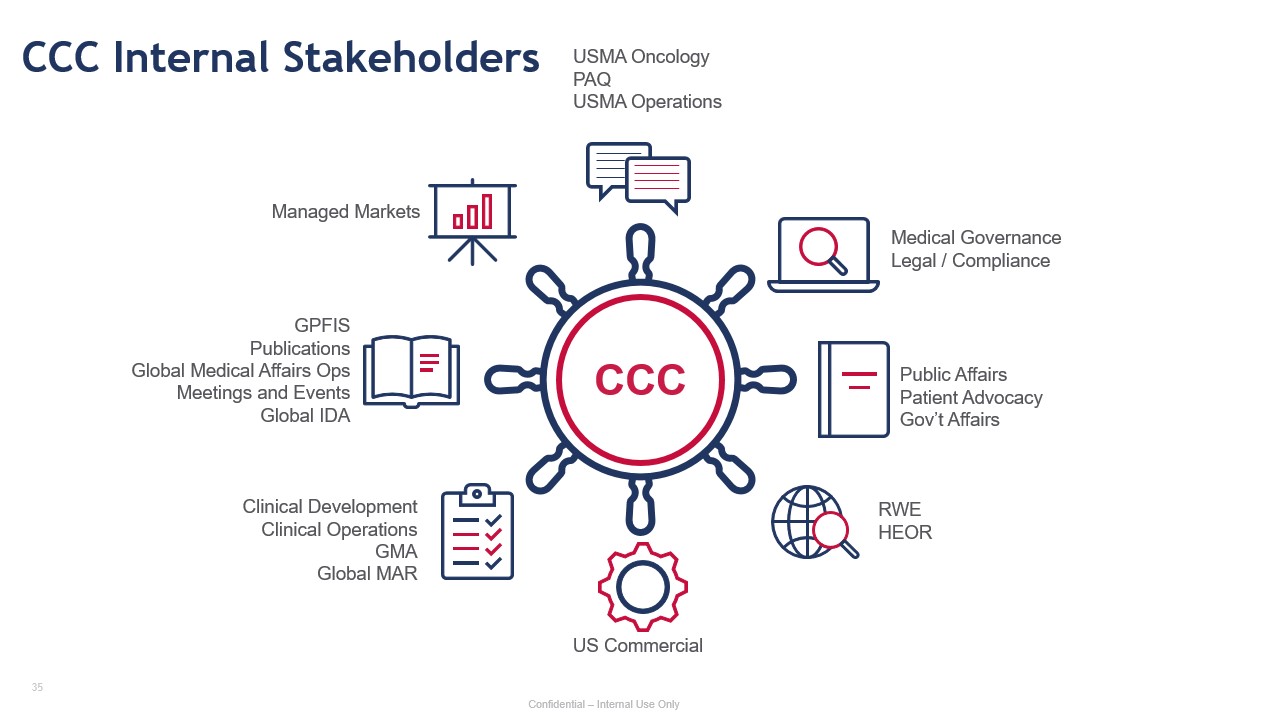 CCC Internal Stakeholders
USMA Oncology
PAQ
USMA Operations
Managed Markets
Medical Governance
Legal / Compliance
GPFIS
Publications
Global Medical Affairs Ops
Meetings and Events
Global IDA
CCC
Public Affairs
Patient Advocacy
Gov’t Affairs
Clinical Development
Clinical Operations
GMA
Global MAR
RWE
HEOR
US Commercial
35
Confidential – Internal Use Only